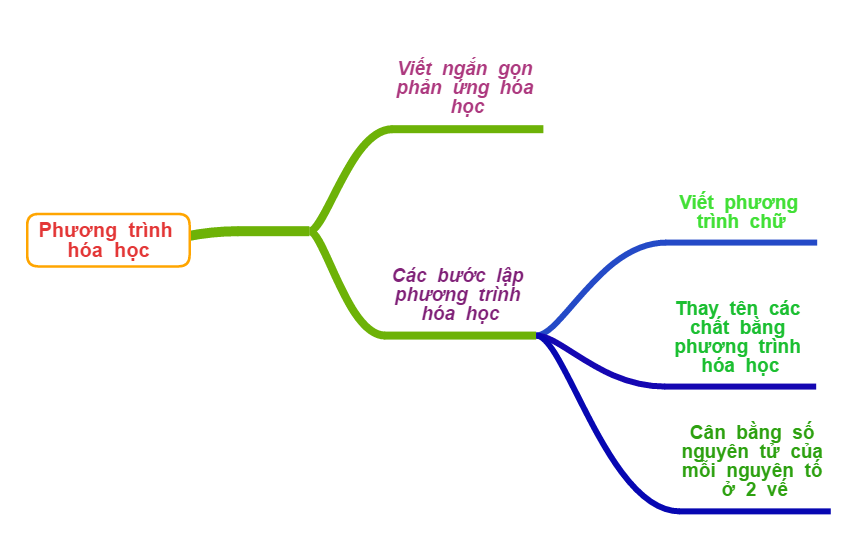 Phương trình
hóa học
Viết ngắn gọn
phản ứng hóa
học
Các bước lập
phương trình
hóa học
Viết phương
trình chữ
Thay tên các
chất bằng
phương trình
hóa học
Cân bằng số
nguyên tử của
mỗi nguyên tố
ở 2 vế